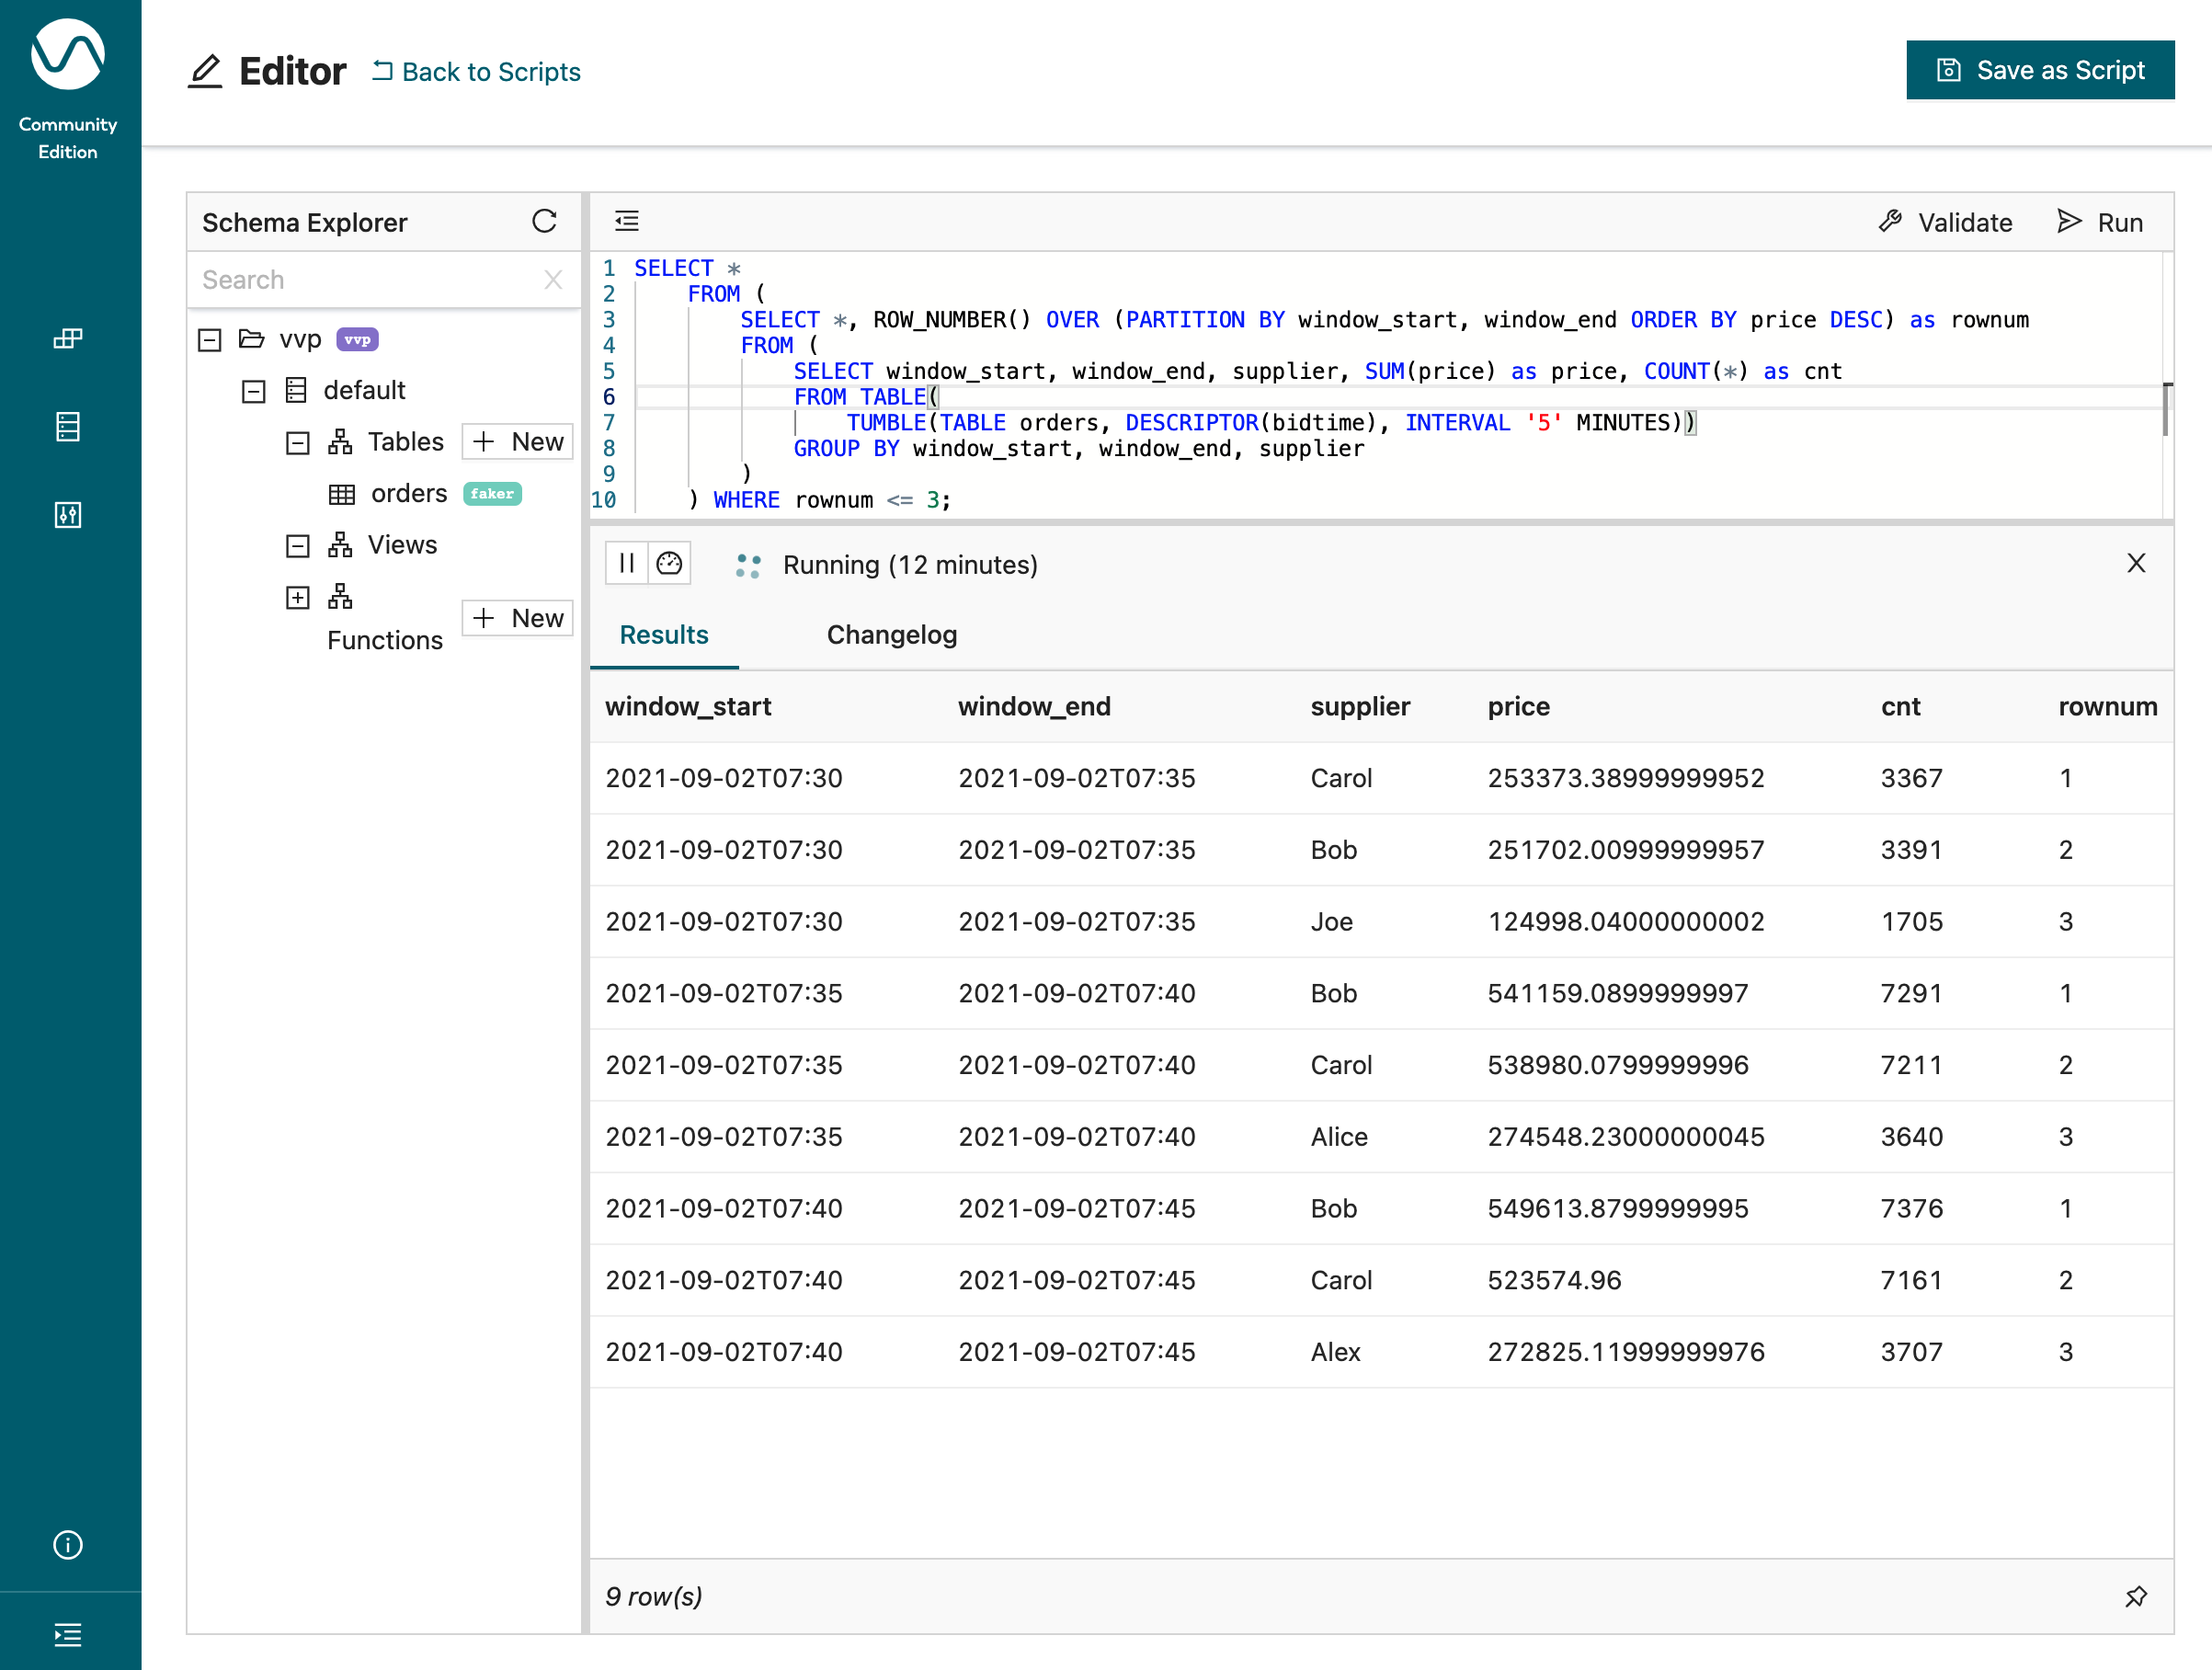 Community
Edition
Editor
Back to Scripts
Save as Script
Schema Explorer
Search
vvp vvp
default
Tables
+ New
orders faker
Views
Functions
+ New
Validate
Run
1 SELECT *
2 FROM (
3 SELECT *, ROW_NUMBER() OVER (PARTITION BY window_start, window_end ORDER BY price DESC) as rownum
4 FROM (
5 SELECT window_start, window_end, supplier, SUM(price) as price, COUNT(*) as cnt
6 FROM TABLE(
7 TUMBLE(TABLE orders, DESCRIPTOR(bidtime), INTERVAL '5' MINUTES))
8 GROUP BY window_start, window_end, supplier
9 )
10 ) WHERE rownum <= 3;
Running (12 minutes)
Results Changelog
window_start window_end supplier price cnt rownum
2021-09-02T07:30 2021-09-02T07:35 Carol 253373.38999999952 3367 1
2021-09-02T07:30 2021-09-02T07:35 Bob 251702.00999999957 3391 2
2021-09-02T07:30 2021-09-02T07:35 Joe 124998.04000000002 1705 3
2021-09-02T07:35 2021-09-02T07:40 Bob 541159.0899999997 7291 1
2021-09-02T07:35 2021-09-02T07:40 Carol 538980.0799999996 7211 2
2021-09-02T07:35 2021-09-02T07:40 Alice 274548.23000000045 3640 3
2021-09-02T07:40 2021-09-02T07:45 Bob 549613.8799999995 7376 1
2021-09-02T07:40 2021-09-02T07:45 Carol 523574.96 7161 2
2021-09-02T07:40 2021-09-02T07:45 Alex 272825.11999999976 3707 3
9 row(s)